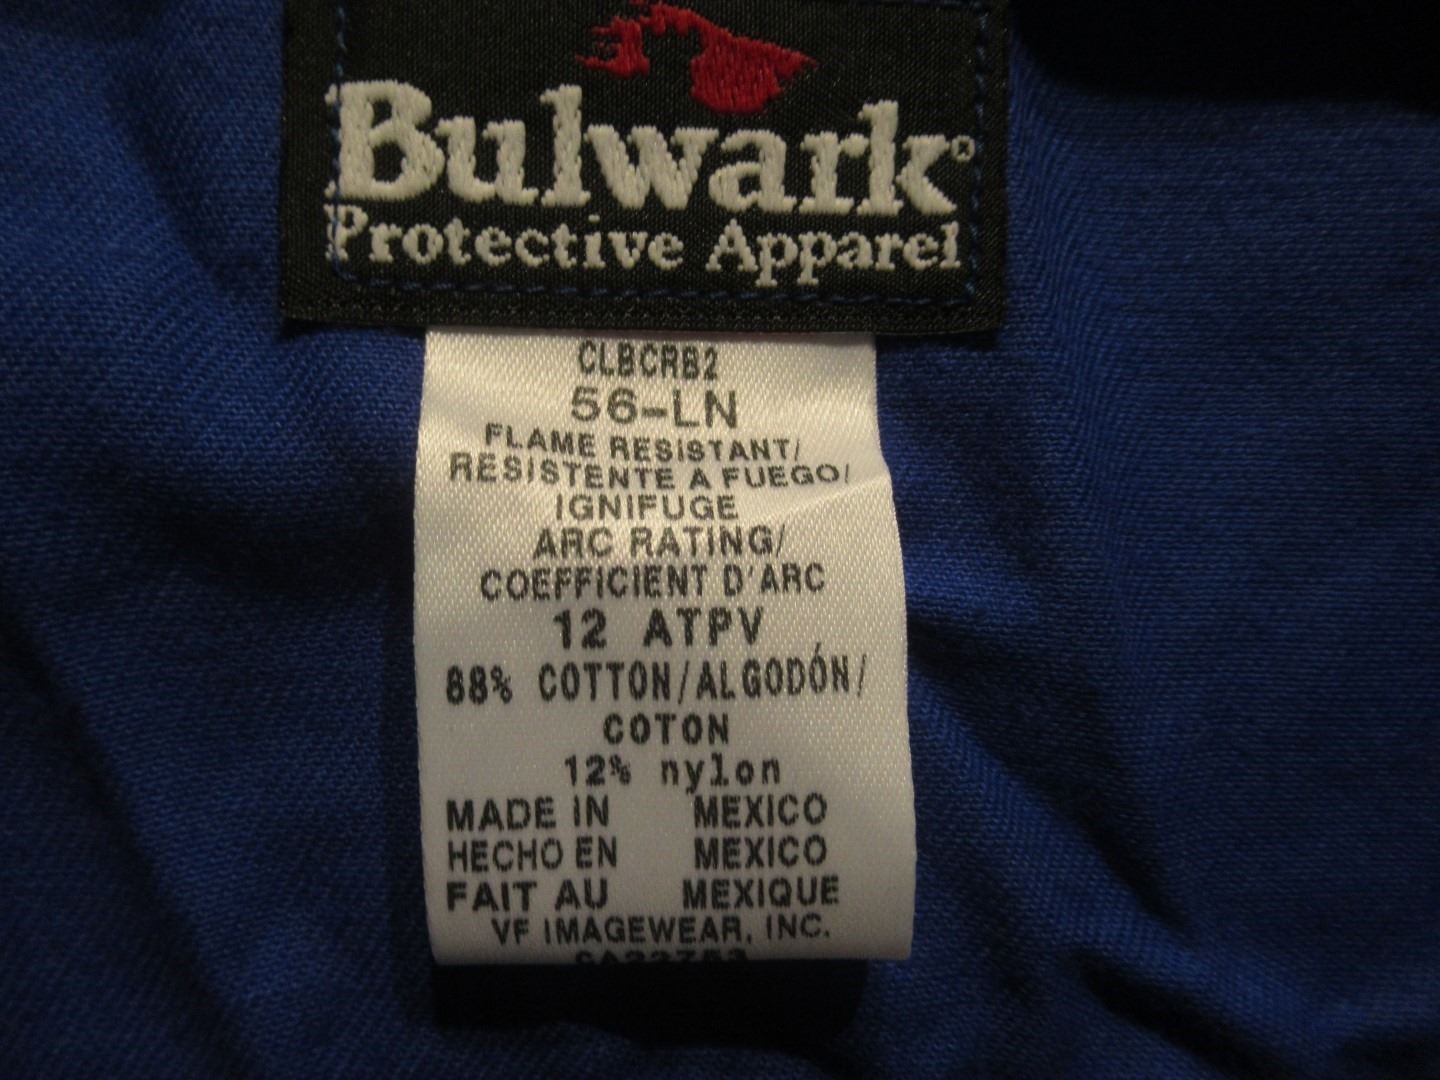 Bulwark®
Protective Apparel
CLBCRB2
56-LN
FLAME RESISTANT/
RESISTENTE A FUEGO/
IGNIFUGE
ARC RATING/
COEFFICIENT D'ARC
12 ATPV
88% COTTON/ALGODÓN/
COTON
12% nylon
MADE IN MEXICO
HECHO EN MEXICO
FAIT AU MEXIQUE
VF IMAGEWEAR, INC.